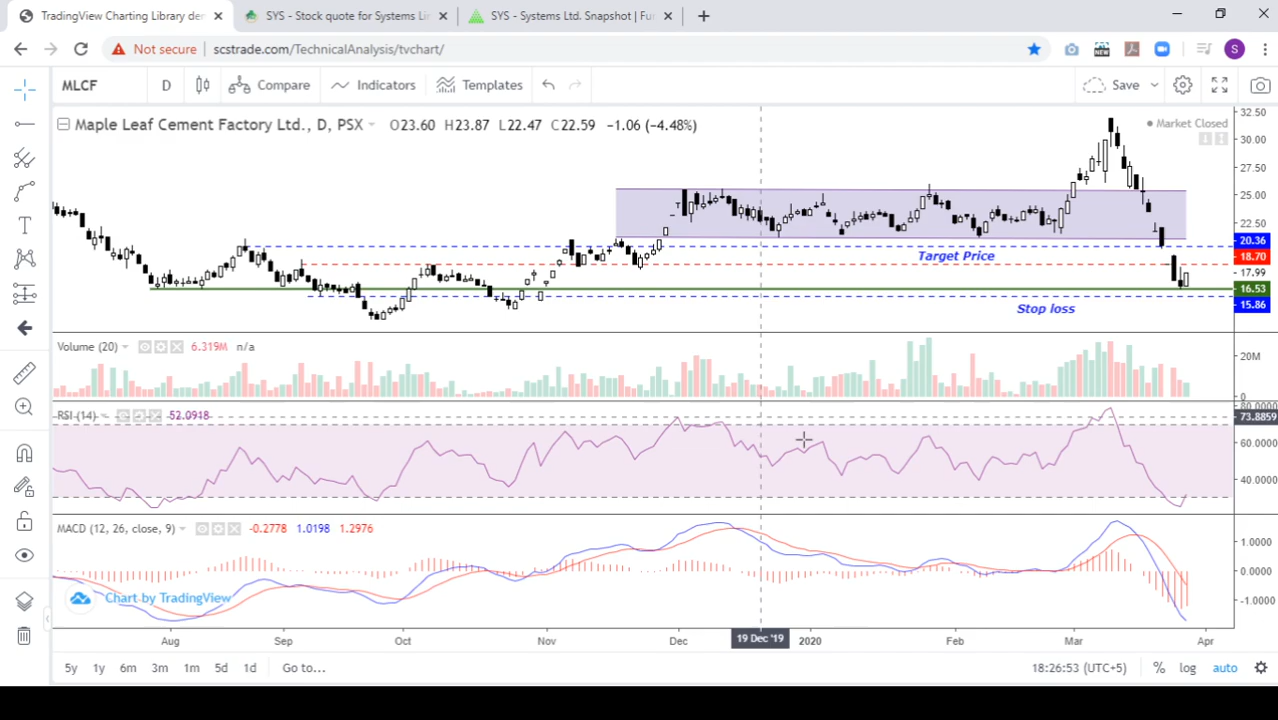 TradingView Charting Library der
SYS - Stock quote for Systems Lin
SYS - Systems Ltd. Snapshot | Fur
Not secure
scstrade.com/TechnicalAnalysis/tvchart/
NEW
S
MLCF
D
Compare
Indicators
Templates
Save
Maple Leaf Cement Factory Ltd., D, PSX
O23.60 H23.87 L22.47 C22.59 −1.06 (−4.48%)
Market Closed
32.50
30.00
27.50
25.00
22.50
20.36
Target Price
18.70
17.99
16.53
Stop loss
15.86
Volume (20)
6.319M n/a
20M
0
80.0000
RSI (14)
52.0918
73.8859
60.0000
40.0000
MACD (12, 26, close, 9)
-0.2778 1.0198 1.2976
1.0000
0.0000
-1.0000
Chart by TradingView
Aug Sep Oct Nov Dec 19 Dec '19 2020 Feb Mar Apr
5y 1y 6m 3m 1m 5d 1d Go to...
18:26:53 (UTC+5) % log auto